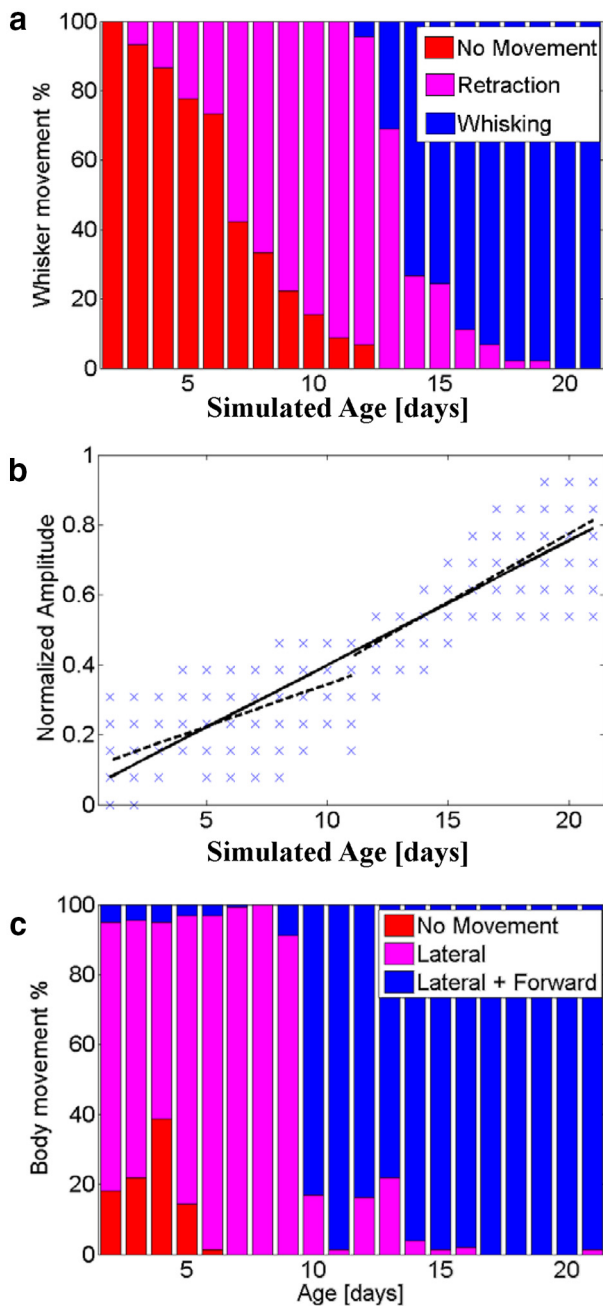 a
Whisker movement %
100
80
60
40
20
0
No Movement
Retraction
Whisking
5 10 15 20
Simulated Age [days]
b
Normalized Amplitude
1
0.8
0.6
0.4
0.2
0
5 10 15 20
Simulated Age [days]
c
Body movement %
100
80
60
40
20
0
No Movement
Lateral
Lateral + Forward
5 10 15 20
Age [days]